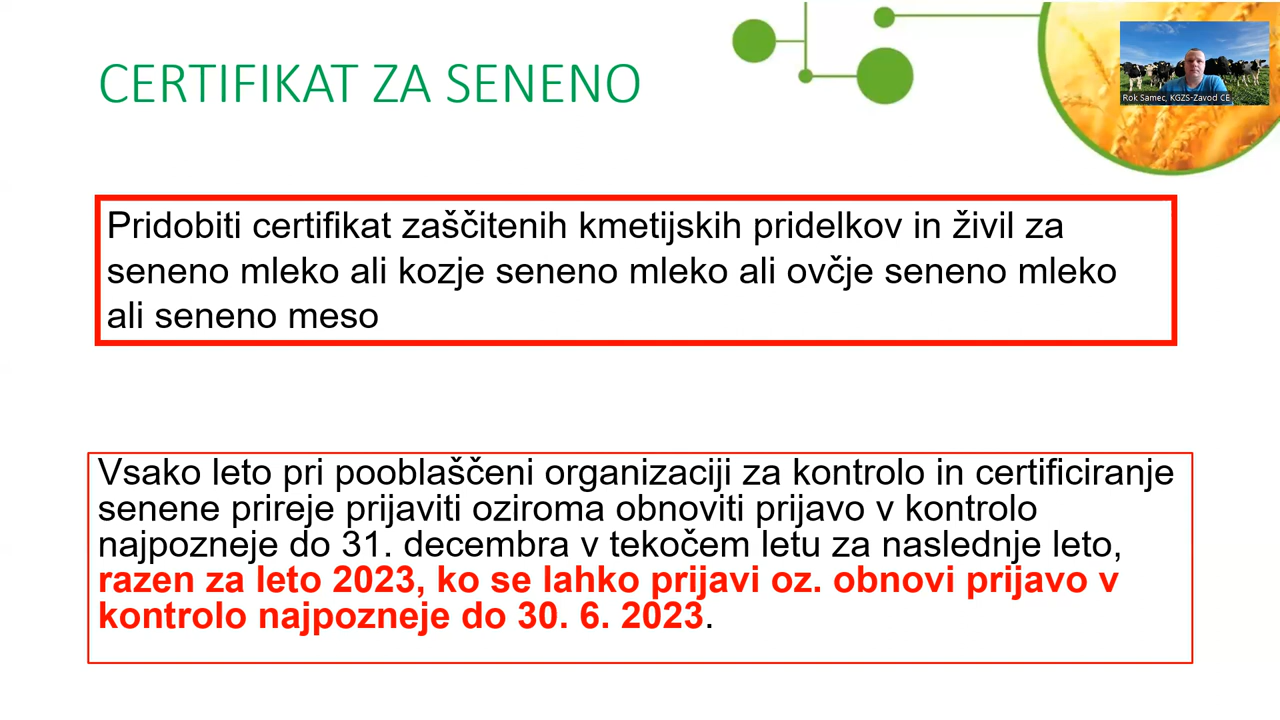 CERTIFIKAT ZA SENENO
Rok Samec, KGZS-Zavod CE
Pridobiti certifikat zaščitenih kmetijskih pridelkov in živil za
seneno mleko ali kozje seneno mleko ali ovčje seneno mleko
ali seneno meso
Vsako leto pri pooblaščeni organizaciji za kontrolo in certificiranje
senene prireje prijaviti oziroma obnoviti prijavo v kontrolo
najpozneje do 31. decembra v tekočem letu za naslednje leto,
razen za leto 2023, ko se lahko prijavi oz. obnovi prijavo v
kontrolo najpozneje do 30. 6. 2023.